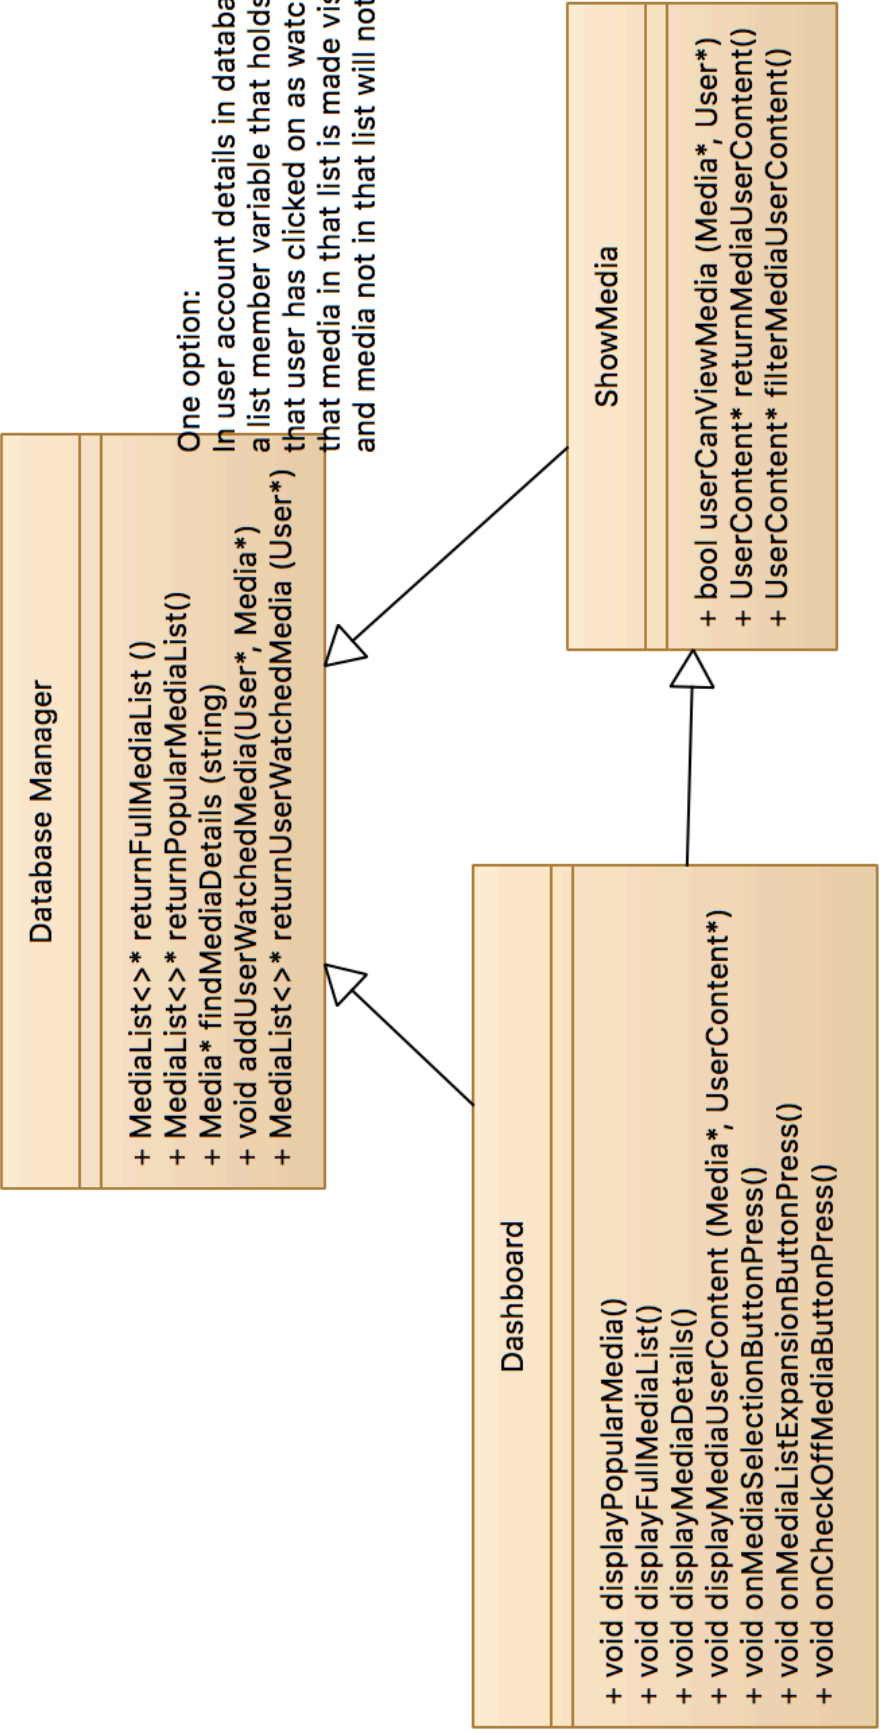 Database Manager
+ MediaList<>* returnFullMediaList ()
+ MediaList<>* returnPopularMediaList()
+ Media* findMediaDetails (string)
+ void addUserWatchedMedia(User*, Media*)
+ MediaList<>* returnUserWatchedMedia (User*)
One option:
In user account details in databa
a list member variable that holds
that user has clicked on as watc
that media in that list is made vis
and media not in that list will not
Dashboard
+ void displayPopularMedia()
+ void displayFullMediaList()
+ void displayMediaDetails()
+ void displayMediaUserContent (Media*, UserContent*)
+ void onMediaSelectionButtonPress()
+ void onMediaListExpansionButtonPress()
+ void onCheckOffMediaButtonPress()
ShowMedia
+ bool userCanViewMedia (Media*, User*)
+ UserContent* returnMediaUserContent()
+ UserContent* filterMediaUserContent()